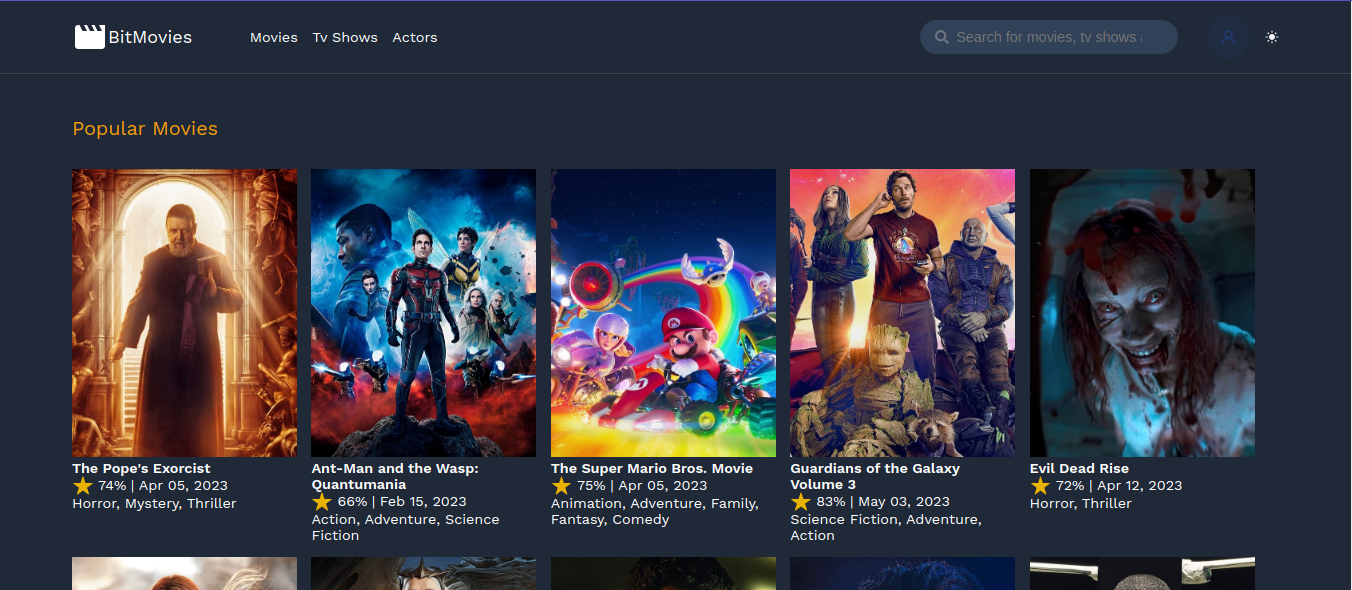 BitMovies
Movies Tv Shows Actors
Search for movies, tv shows
Popular Movies
The Pope's Exorcist
74% | Apr 05, 2023
Horror, Mystery, Thriller
Ant-Man and the Wasp:
Quantumania
66% | Feb 15, 2023
Action, Adventure, Science
Fiction
The Super Mario Bros. Movie
75% | Apr 05, 2023
Animation, Adventure, Family,
Fantasy, Comedy
Guardians of the Galaxy
Volume 3
83% | May 03, 2023
Science Fiction, Adventure,
Action
Evil Dead Rise
72% | Apr 12, 2023
Horror, Thriller